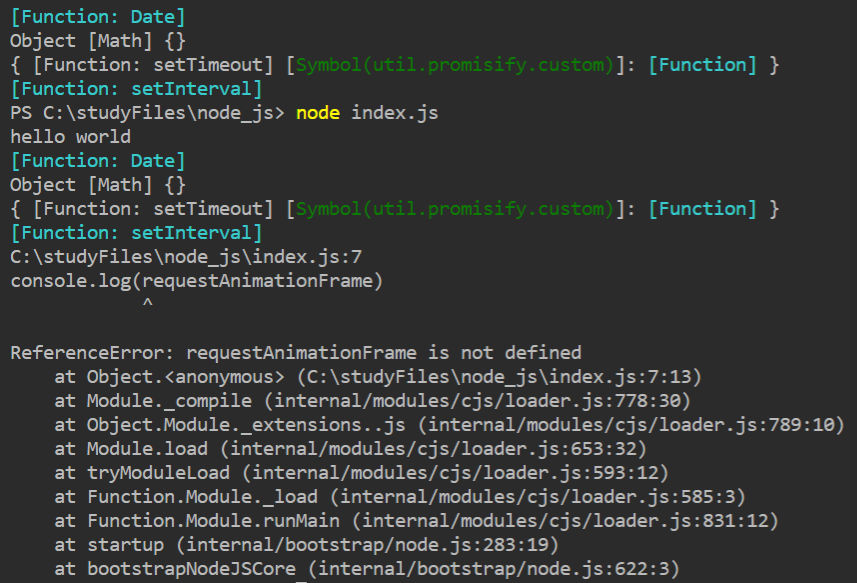 [Function: Date]
Object [Math] {}
{ [Function: setTimeout] [Symbol(util.promisify.custom)]: [Function] }
[Function: setInterval]
PS C:\studyFiles\node_js> node index.js
hello world
[Function: Date]
Object [Math] {}
{ [Function: setTimeout] [Symbol(util.promisify.custom)]: [Function] }
[Function: setInterval]
C:\studyFiles\node_js\index.js:7
console.log(requestAnimationFrame)
            ^
ReferenceError: requestAnimationFrame is not defined
    at Object.<anonymous> (C:\studyFiles\node_js\index.js:7:13)
    at Module._compile (internal/modules/cjs/loader.js:778:30)
    at Object.Module._extensions..js (internal/modules/cjs/loader.js:789:10)
    at Module.load (internal/modules/cjs/loader.js:653:32)
    at tryModuleLoad (internal/modules/cjs/loader.js:593:12)
    at Function.Module._load (internal/modules/cjs/loader.js:585:3)
    at Function.Module.runMain (internal/modules/cjs/loader.js:831:12)
    at startup (internal/bootstrap/node.js:283:19)
    at bootstrapNodeJSCore (internal/bootstrap/node.js:622:3)